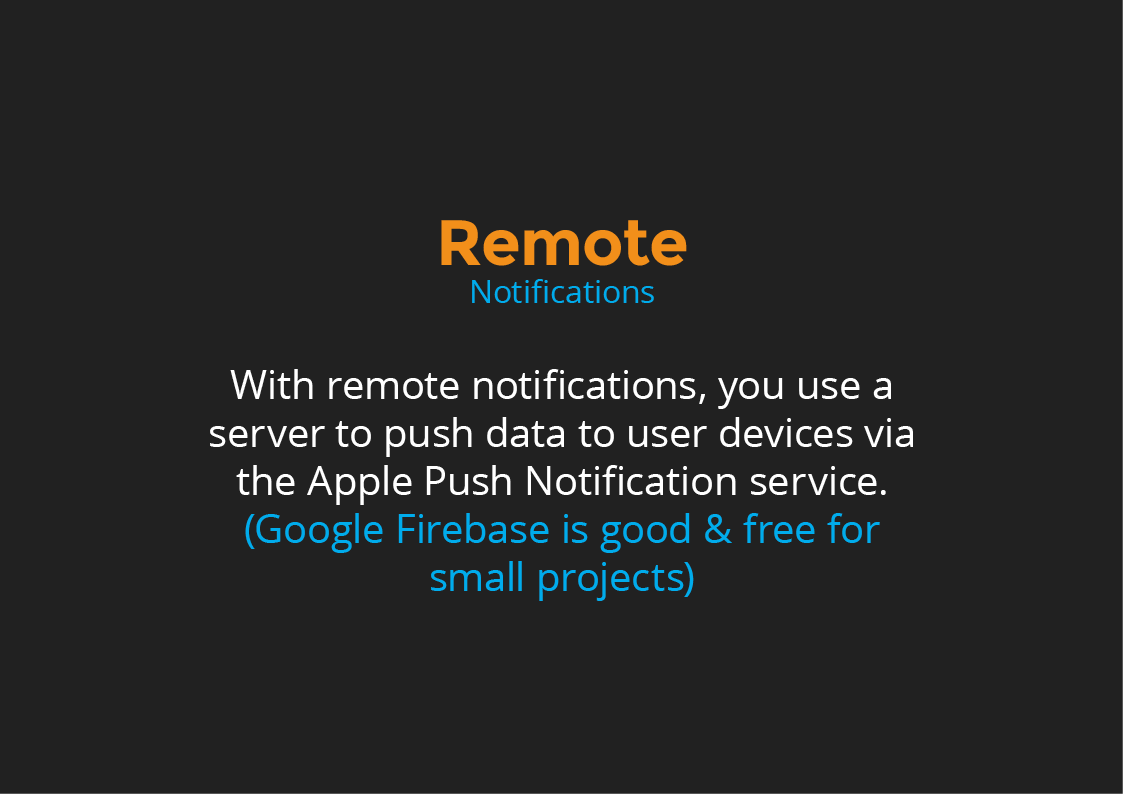 Remote
Notifications
With remote notifications, you use a
server to push data to user devices via
the Apple Push Notification service.
(Google Firebase is good & free for
small projects)